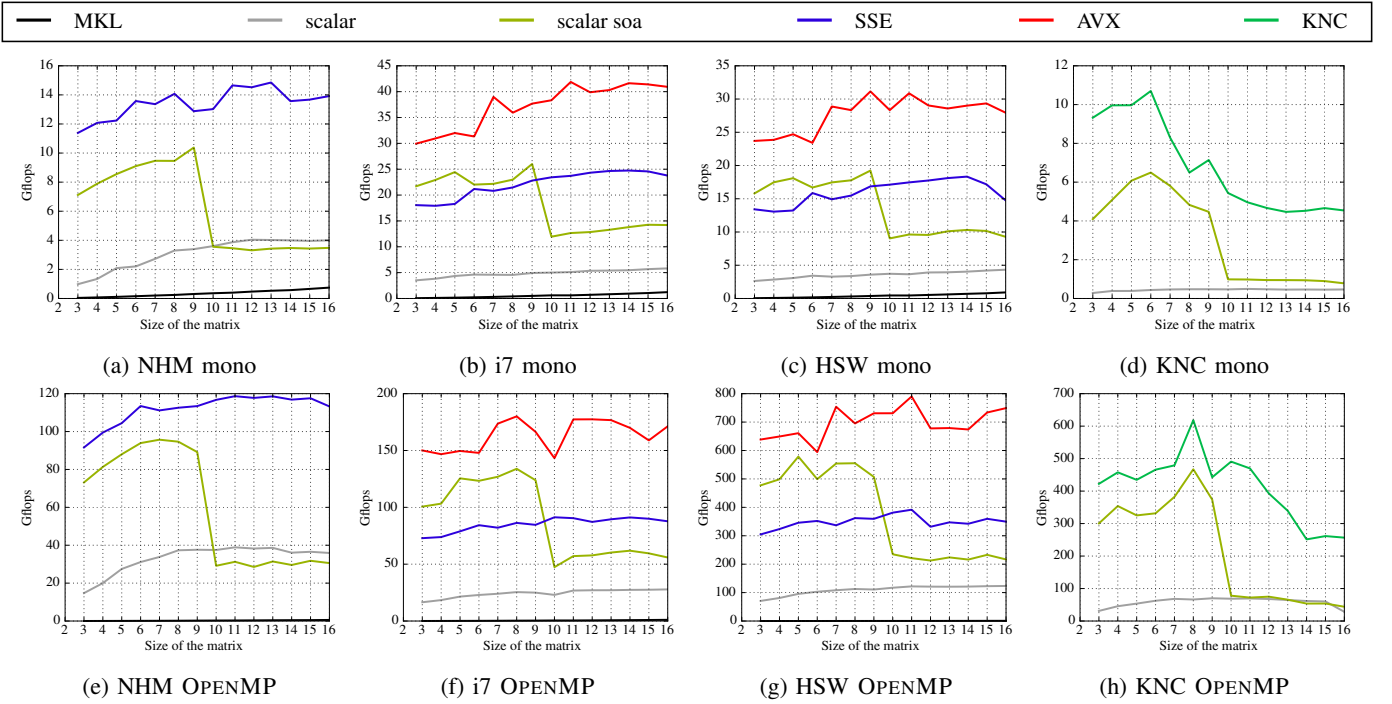 MKL scalar scalar soa SSE AVX KNC
16
14
12
10
8
6
4
2
0
Gflops
2 3 4 5 6 7 8 9 10 11 12 13 14 15 16
Size of the matrix
(a) NHM mono
45
40
35
30
25
20
15
10
5
0
Gflops
2 3 4 5 6 7 8 9 10 11 12 13 14 15 16
Size of the matrix
(b) i7 mono
35
30
25
20
15
10
5
0
Gflops
2 3 4 5 6 7 8 9 10 11 12 13 14 15 16
Size of the matrix
(c) HSW mono
12
10
8
6
4
2
0
Gflops
2 3 4 5 6 7 8 9 10 11 12 13 14 15 16
Size of the matrix
(d) KNC mono
120
100
80
60
40
20
0
Gflops
2 3 4 5 6 7 8 9 10 11 12 13 14 15 16
Size of the matrix
(e) NHM OPENMP
200
150
100
50
0
Gflops
2 3 4 5 6 7 8 9 10 11 12 13 14 15 16
Size of the matrix
(f) i7 OPENMP
800
700
600
500
400
300
200
100
0
Gflops
2 3 4 5 6 7 8 9 10 11 12 13 14 15 16
Size of the matrix
(g) HSW OPENMP
700
600
500
400
300
200
100
0
Gflops
2 3 4 5 6 7 8 9 10 11 12 13 14 15 16
Size of the matrix
(h) KNC OPENMP